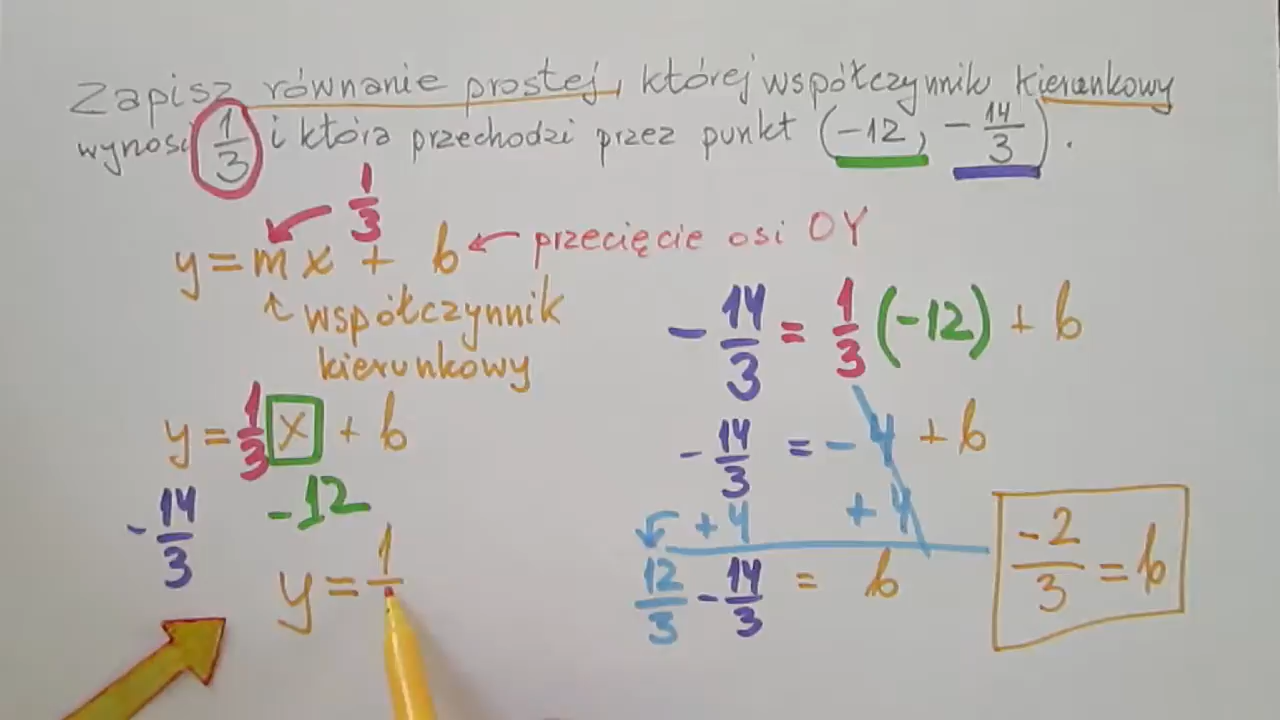 Zapisz równanie prostej, której współczynnik kierunkowy
wynosi 1/3 i która przechodzi przez punkt (-12, -14/3).
1/3
y = mx + b ← przecięcie osi OY
↑ współczynnik
kierunkowy
y = 1/3 x + b
-14/3 -12
y = 1
-14/3 = 1/3 (-12) + b
-14/3 = -4 + b
+4 +4
12/3 - 14/3 = b
-2/3 = b